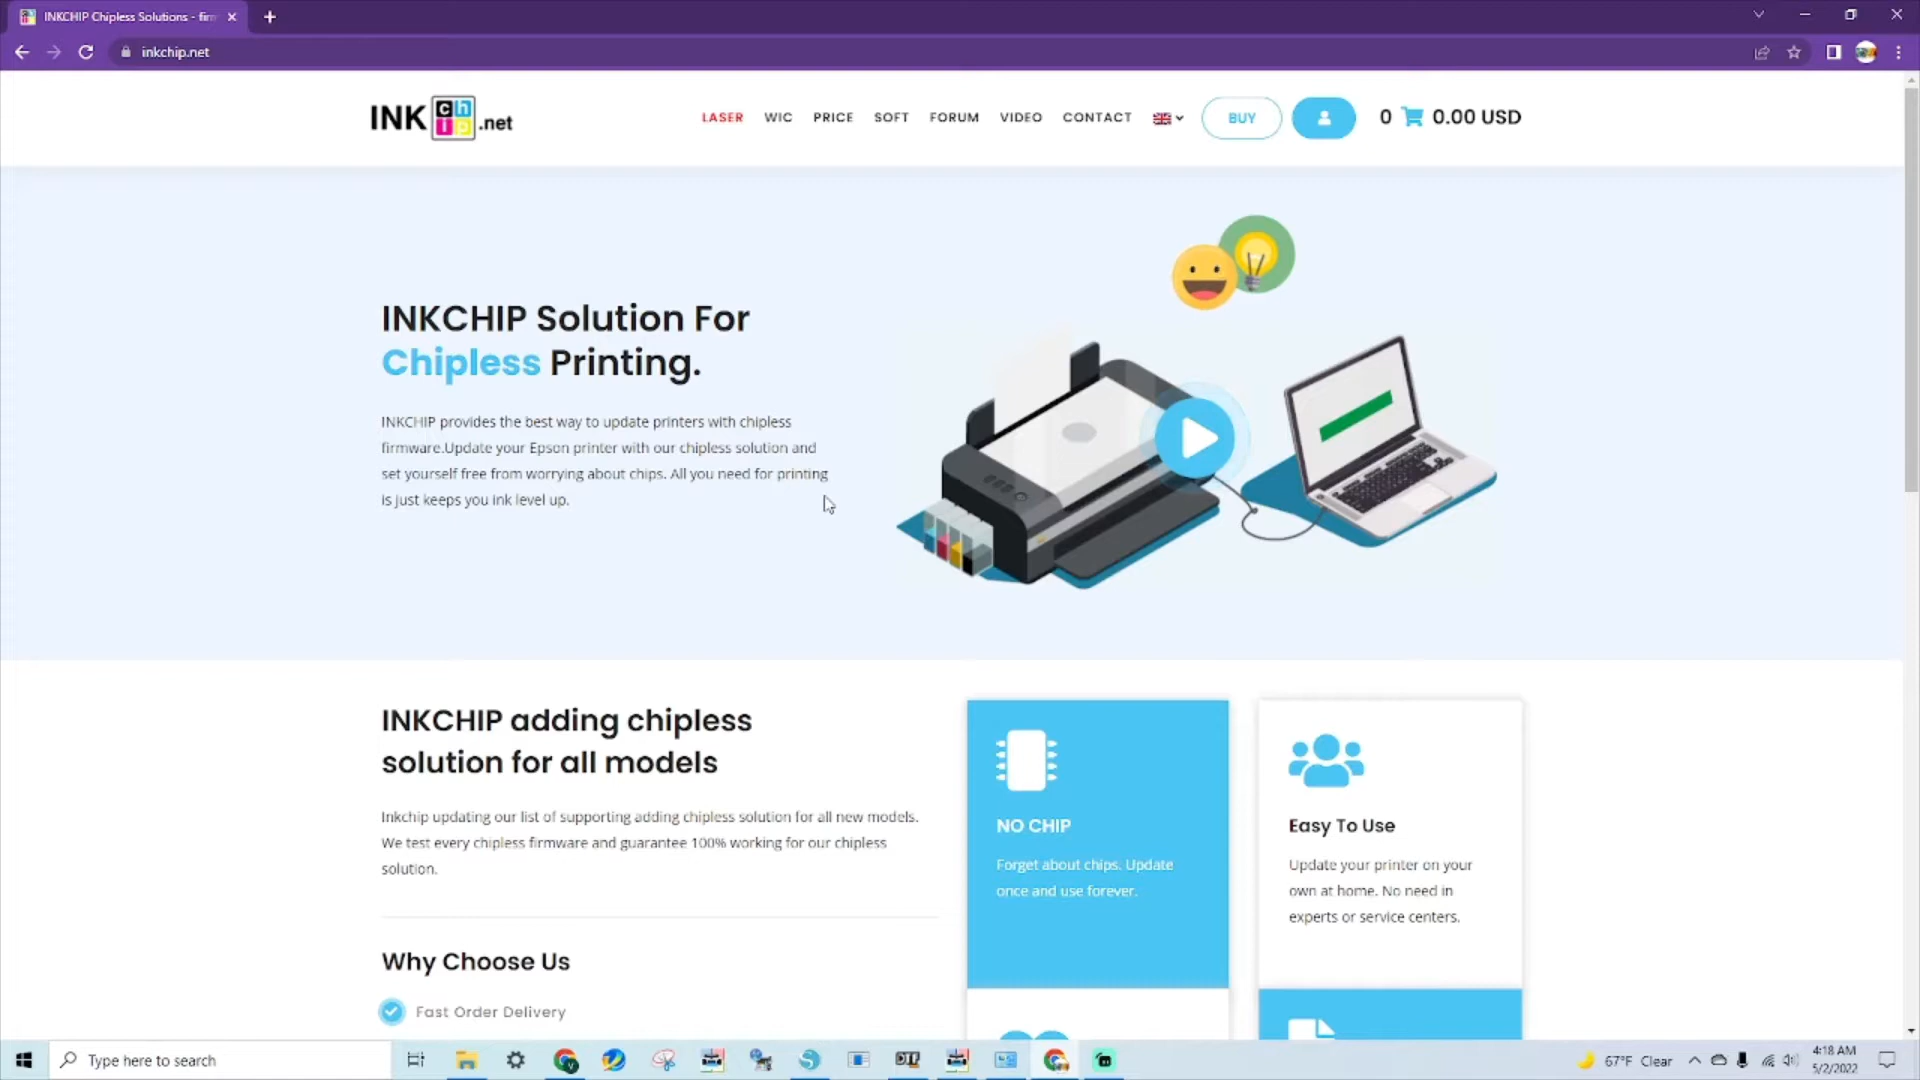 INKCHIP Chipless Solutions - firm
inkchip.net
INK chip .net
LASER WIC PRICE SOFT FORUM VIDEO CONTACT BUY 0 0.00 USD
INKCHIP Solution For
Chipless Printing.
INKCHIP provides the best way to update printers with chipless
firmware.Update your Epson printer with our chipless solution and
set yourself free from worrying about chips. All you need for printing
is just keeps you ink level up.
INKCHIP adding chipless
solution for all models
Inkchip updating our list of supporting adding chipless solution for all new models.
We test every chipless firmware and guarantee 100% working for our chipless
solution.
Why Choose Us
Fast Order Delivery
NO CHIP
Forget about chips. Update
once and use forever.
Easy To Use
Update your printer on your
own at home. No need in
experts or service centers.
Type here to search
67°F Clear
4:18 AM
5/2/2022